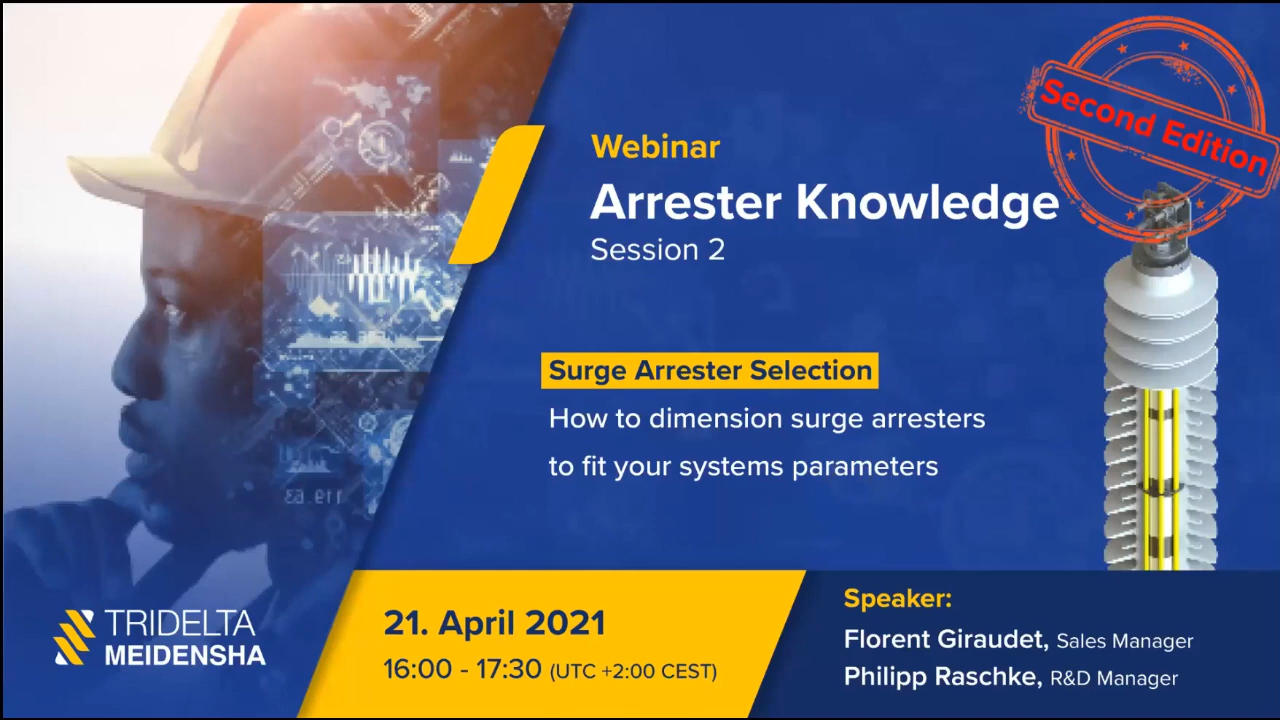 Second Edition
Webinar
Arrester Knowledge
Session 2
Surge Arrester Selection
How to dimension surge arresters
to fit your systems parameters
TRIDELTA
MEIDENSHA
21. April 2021
16:00 - 17:30 (UTC +2:00 CEST)
Speaker:
Florent Giraudet, Sales Manager
Philipp Raschke, R&D Manager